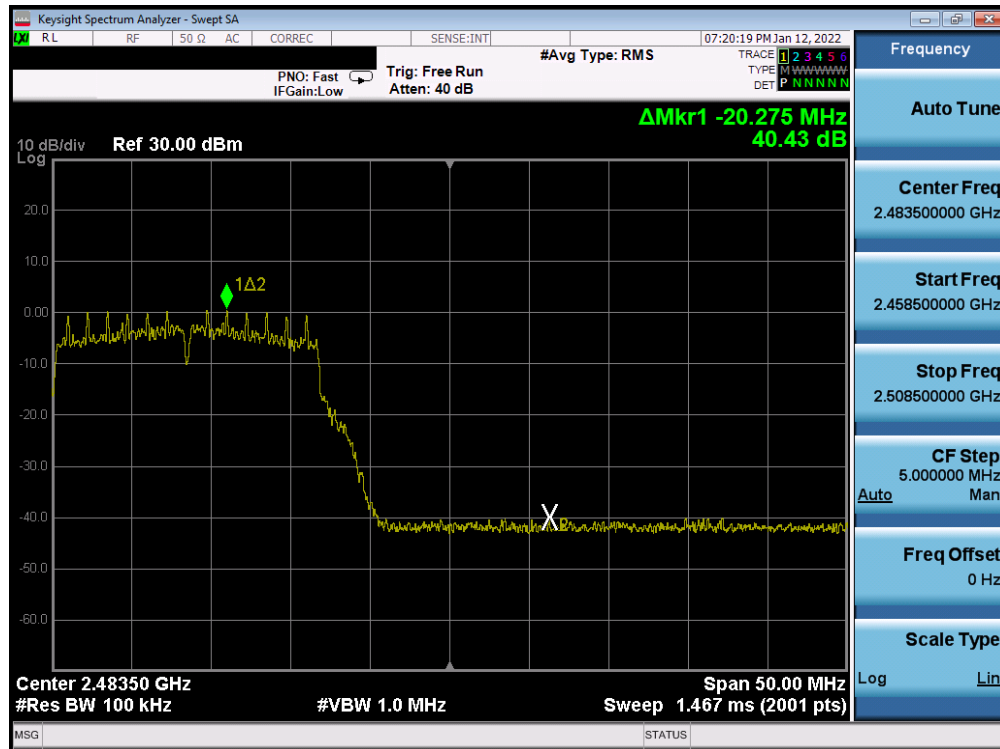 Keysight Spectrum Analyzer - Swept SA
LXI RL RF 50 Ω AC CORREC SENSE:INT 07:20:19 PM Jan 12, 2022
#Avg Type: RMS TRACE 1 2 3 4 5 6
PNO: Fast Trig: Free Run TYPE M WWWWW
IFGain:Low Atten: 40 dB DET P N N N N N
ΔMkr1 -20.275 MHz
40.43 dB
10 dB/div Ref 30.00 dBm
Log
20.0
10.0
1Δ2
0.00
-10.0
-20.0
-30.0
-40.0
X
-50.0
-60.0
Center 2.48350 GHz Span 50.00 MHz
#Res BW 100 kHz #VBW 1.0 MHz Sweep 1.467 ms (2001 pts)
MSG STATUS
Frequency
Auto Tune
Center Freq
2.483500000 GHz
Start Freq
2.458500000 GHz
Stop Freq
2.508500000 GHz
CF Step
5.000000 MHz
Auto Man
Freq Offset
0 Hz
Scale Type
Log Lin